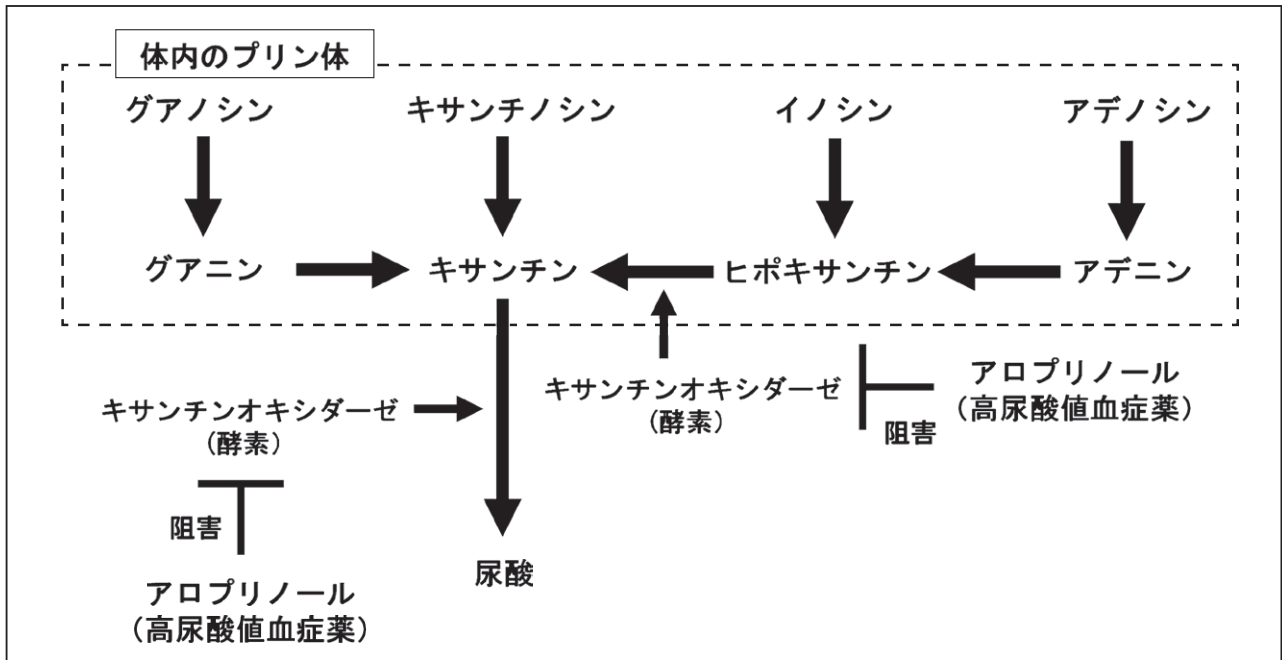 体内のプリン体
グアノシン
キサンチノシン
イノシン
アデノシン
グアニン
キサンチン
ヒポキサンチン
アデニン
キサンチンオキシダーゼ
（酵素）
アロプリノール
（高尿酸値血症薬）
阻害
キサンチンオキシダーゼ
（酵素）
阻害
尿酸
アロプリノール
（高尿酸値血症薬）